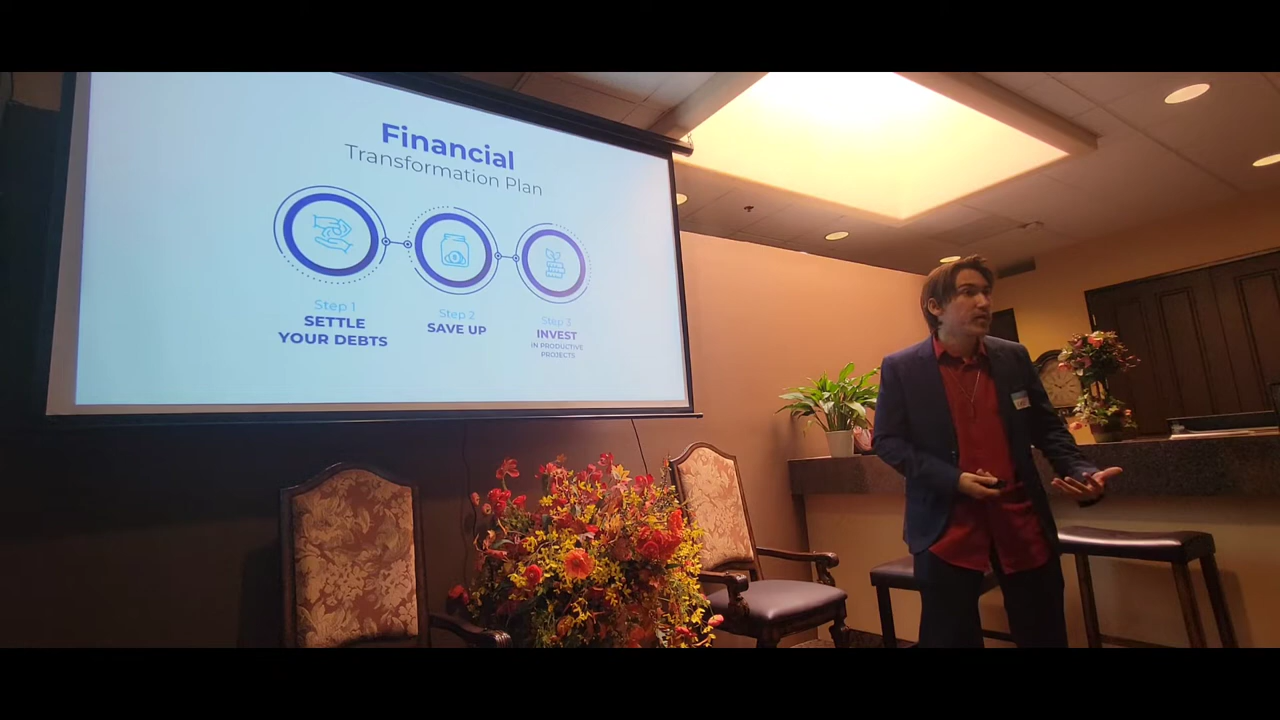 Financial
Transformation Plan
Step 1
SETTLE
YOUR DEBTS
Step 2
SAVE UP
Step 3
INVEST
IN PRODUCTIVE
PROJECTS